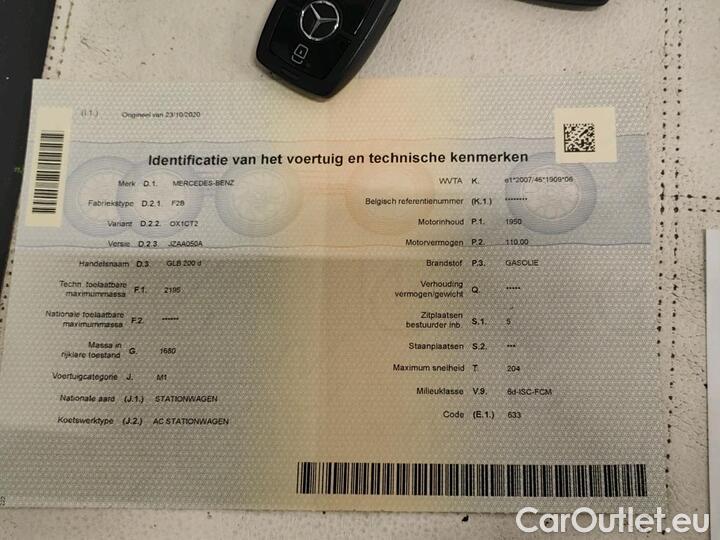 (I.1.) Origineel van 23/10/2020
Identificatie van het voertuig en technische kenmerken
Merk D.1. MERCEDES-BENZ
Fabriekstype D.2.1. F2B
Variant D.2.2. OX1CT2
Versie D.2.3 JZAA050A
Handelsnaam D.3. GLB 200 d
Techn. toelaatbare
maximummassa F.1. 2195
Nationale toelaatbare
maximummassa F.2. ******
Massa in
rijklare toestand G. 1680
Voertuigcategorie J. M1
Nationale aard (J.1.) STATIONWAGEN
Koetswerktype (J.2.) AC STATIONWAGEN
WVTA K. e1*2007/46*1909*06
Belgisch referentienummer (K.1.) ********
Motorinhoud P.1. 1950
Motorvermogen P.2. 110.00
Brandstof P.3. GASOLIE
Verhouding
vermogen/gewicht Q. *****
Zitplaatsen
bestuurder inb. S.1. 5
Staanplaatsen S.2. ***
Maximum snelheid T. 204
Milieuklasse V.9. 6d-ISC-FCM
Code (E.1.) 633
CarOutlet.eu